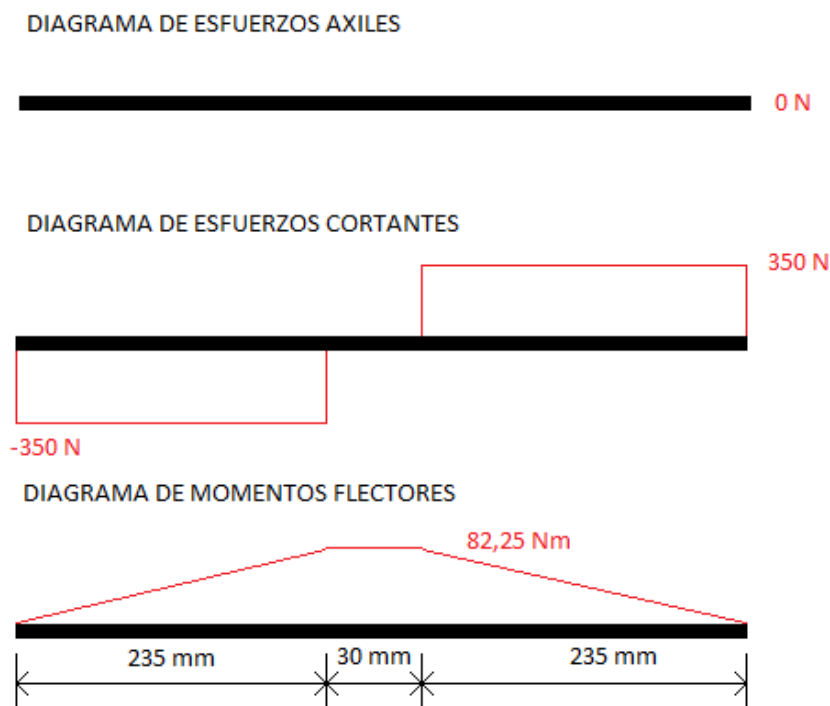 DIAGRAMA DE ESFUERZOS AXILES
0 N
DIAGRAMA DE ESFUERZOS CORTANTES
350 N
-350 N
DIAGRAMA DE MOMENTOS FLECTORES
82,25 Nm
235 mm 30 mm 235 mm